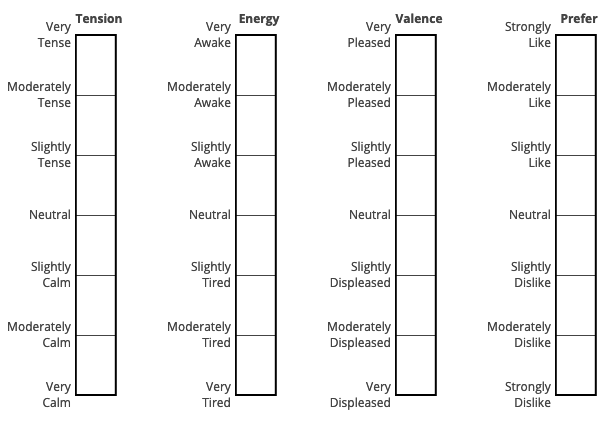 Tension
Very
Tense
Moderately
Tense
Slightly
Tense
Neutral
Slightly
Calm
Moderately
Calm
Very
Calm
Energy
Very
Awake
Moderately
Awake
Slightly
Awake
Neutral
Slightly
Tired
Moderately
Tired
Very
Tired
Valence
Very
Pleased
Moderately
Pleased
Slightly
Pleased
Neutral
Slightly
Displeased
Moderately
Displeased
Very
Displeased
Prefer
Strongly
Like
Moderately
Like
Slightly
Like
Neutral
Slightly
Dislike
Moderately
Dislike
Strongly
Dislike